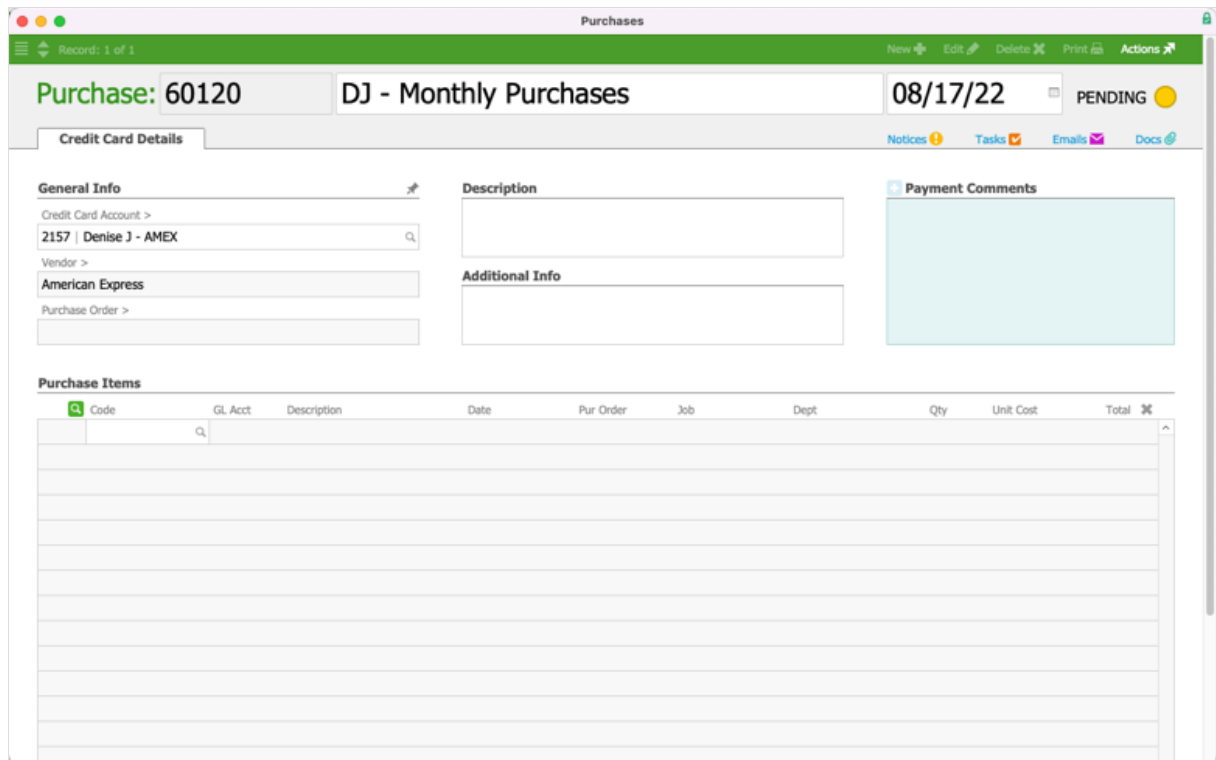 Purchases
Record: 1 of 1 New Edit Delete Print Actions
Purchase: 60120 DJ - Monthly Purchases 08/17/22 PENDING
Credit Card Details Notices Tasks Emails Docs
General Info Description Payment Comments
Credit Card Account >
2157 | Denise J - AMEX
Vendor >
American Express Additional Info
Purchase Order >
Purchase Items
Code GL Acct Description Date Pur Order Job Dept Qty Unit Cost Total